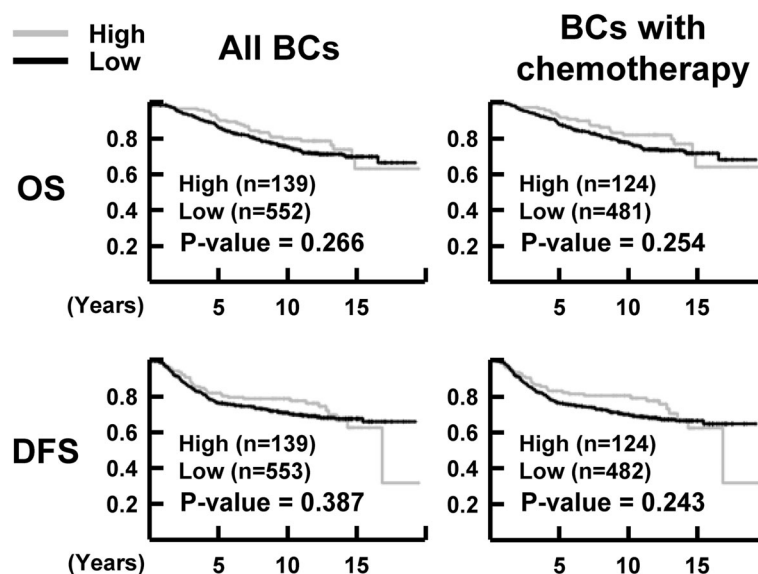 High
Low
All BCs
BCs with
chemotherapy
OS
0.8
0.6
0.4
0.2
High (n=139)
Low (n=552)
P-value = 0.266
(Years)
5
10
15
0.8
0.6
0.4
0.2
High (n=124)
Low (n=481)
P-value = 0.254
5
10
15
DFS
0.8
0.6
0.4
0.2
High (n=139)
Low (n=553)
P-value = 0.387
(Years)
5
10
15
0.8
0.6
0.4
0.2
High (n=124)
Low (n=482)
P-value = 0.243
5
10
15